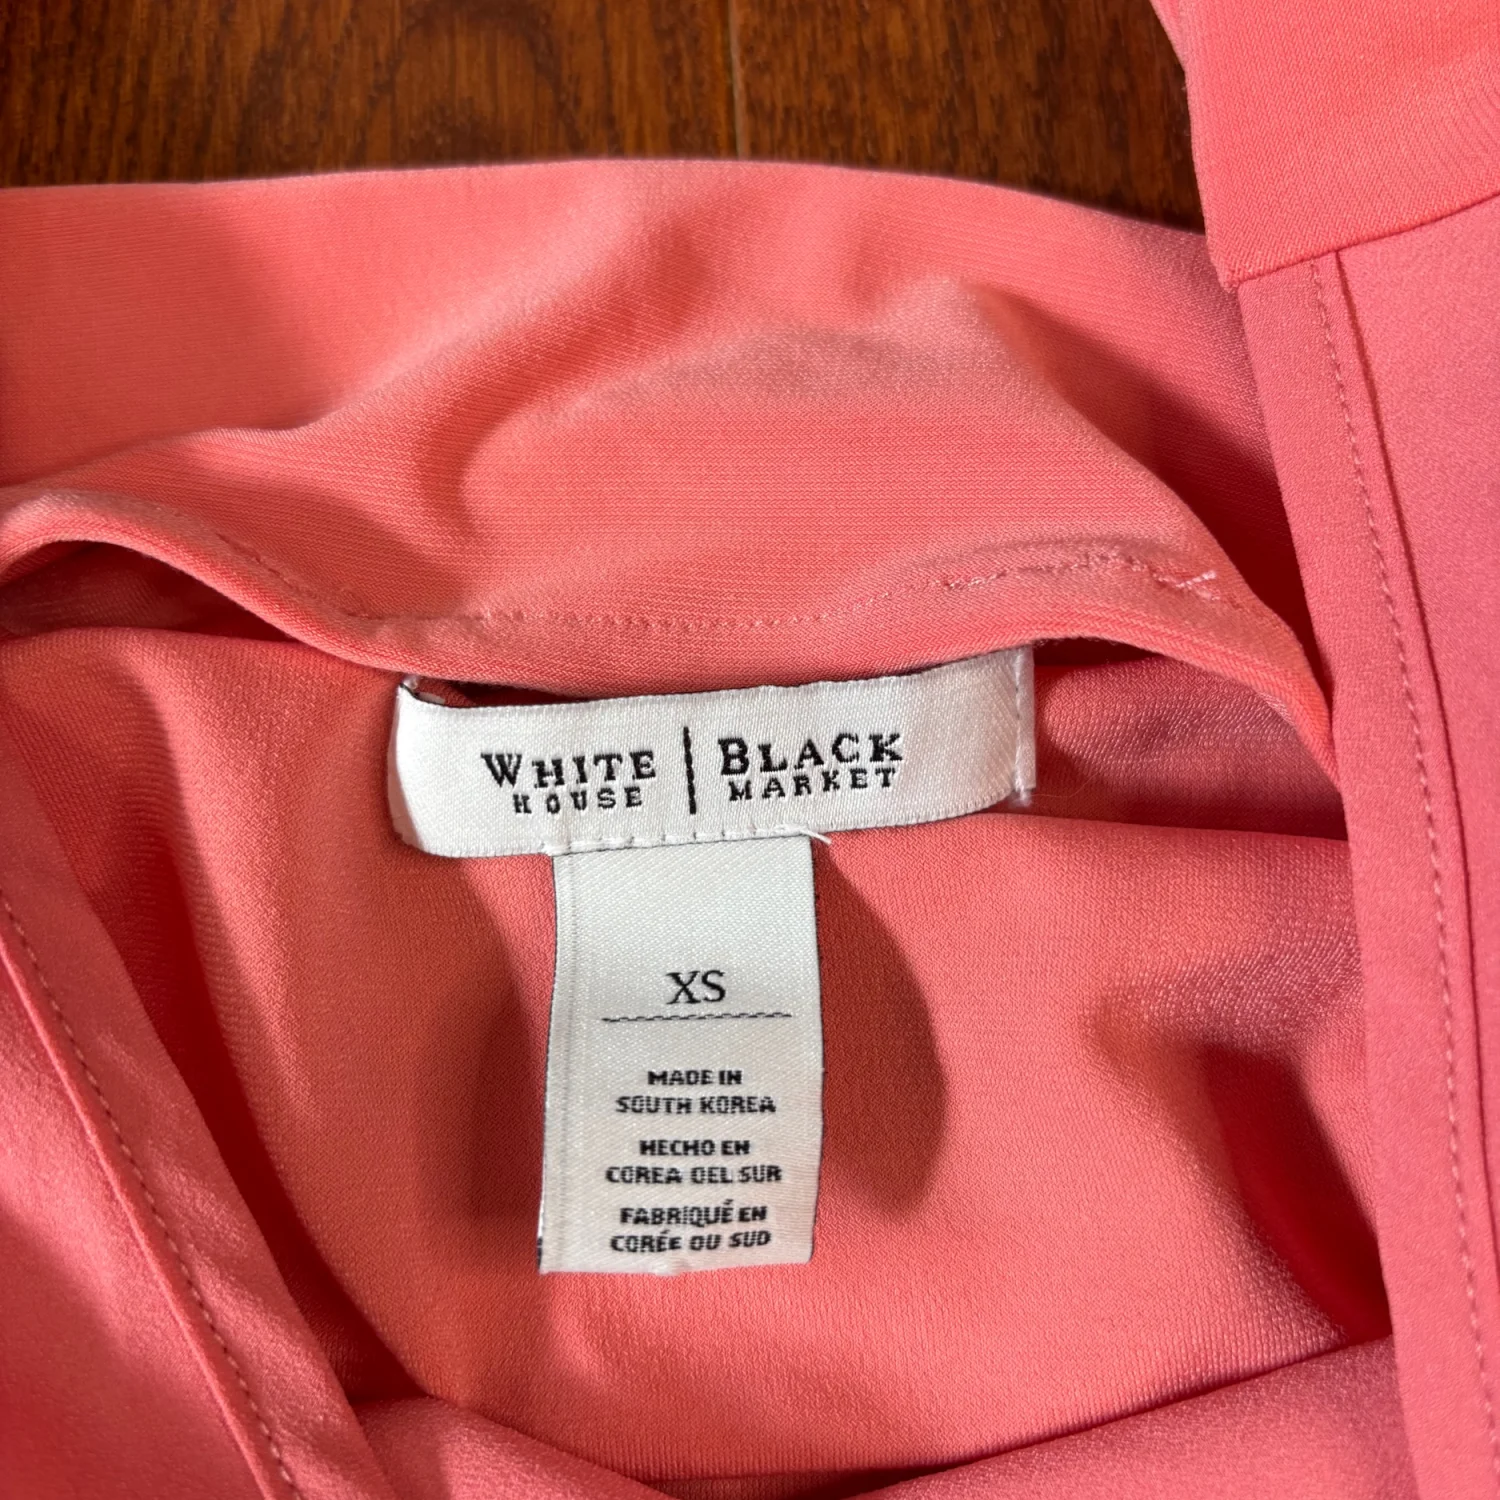 WHITE | BLACK
HOUSE | MARKET
XS
MADE IN
SOUTH KOREA
HECHO EN
COREA DEL SUR
FABRIQUÉ EN
CORÉE DU SUD